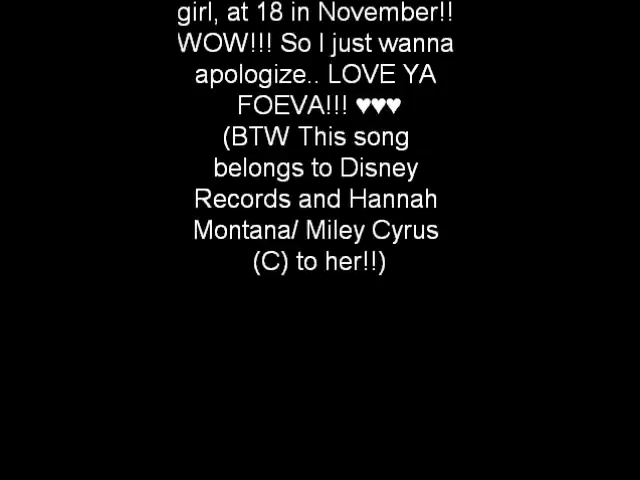 girl, at 18 in November!!
WOW!!! So I just wanna
apologize.. LOVE YA
FOEVA!!! ♥♥♥
(BTW This song
belongs to Disney
Records and Hannah
Montana/ Miley Cyrus
(C) to her!!)